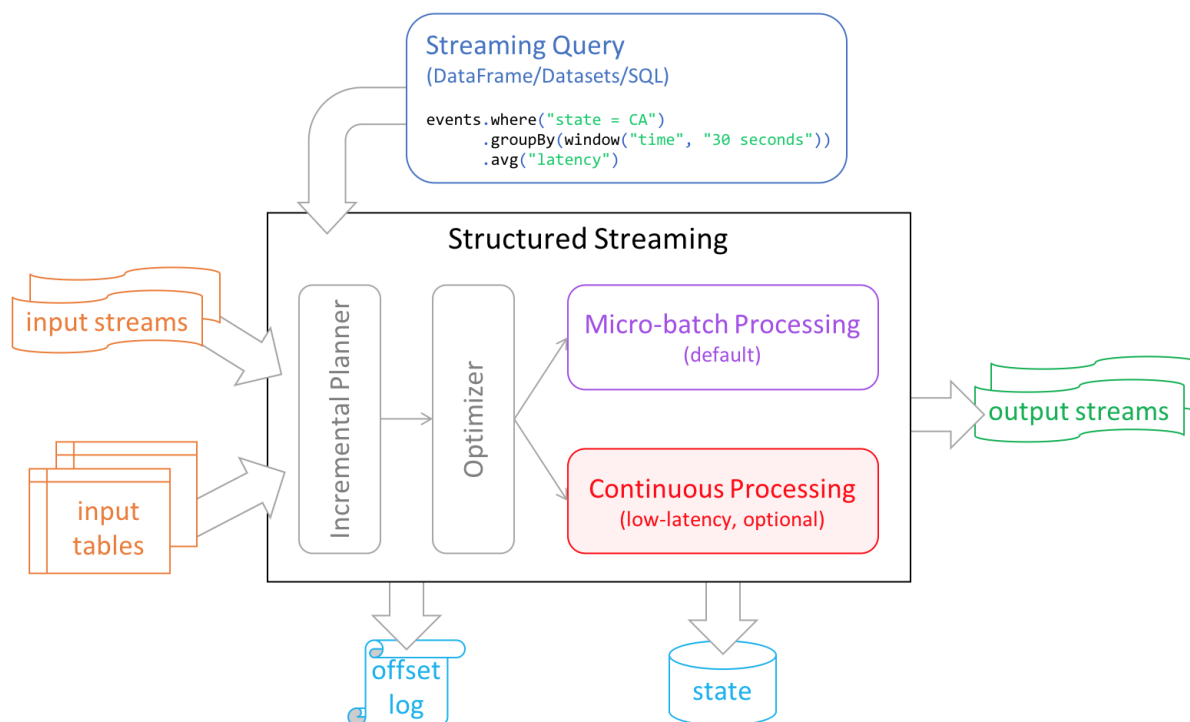 Streaming Query
(DataFrame/Datasets/SQL)
events.where("state = CA")
.groupBy(window("time", "30 seconds"))
.avg("latency")
Structured Streaming
input streams
input
tables
Incremental Planner
Optimizer
Micro-batch Processing
(default)
Continuous Processing
(low-latency, optional)
output streams
offset
log
state